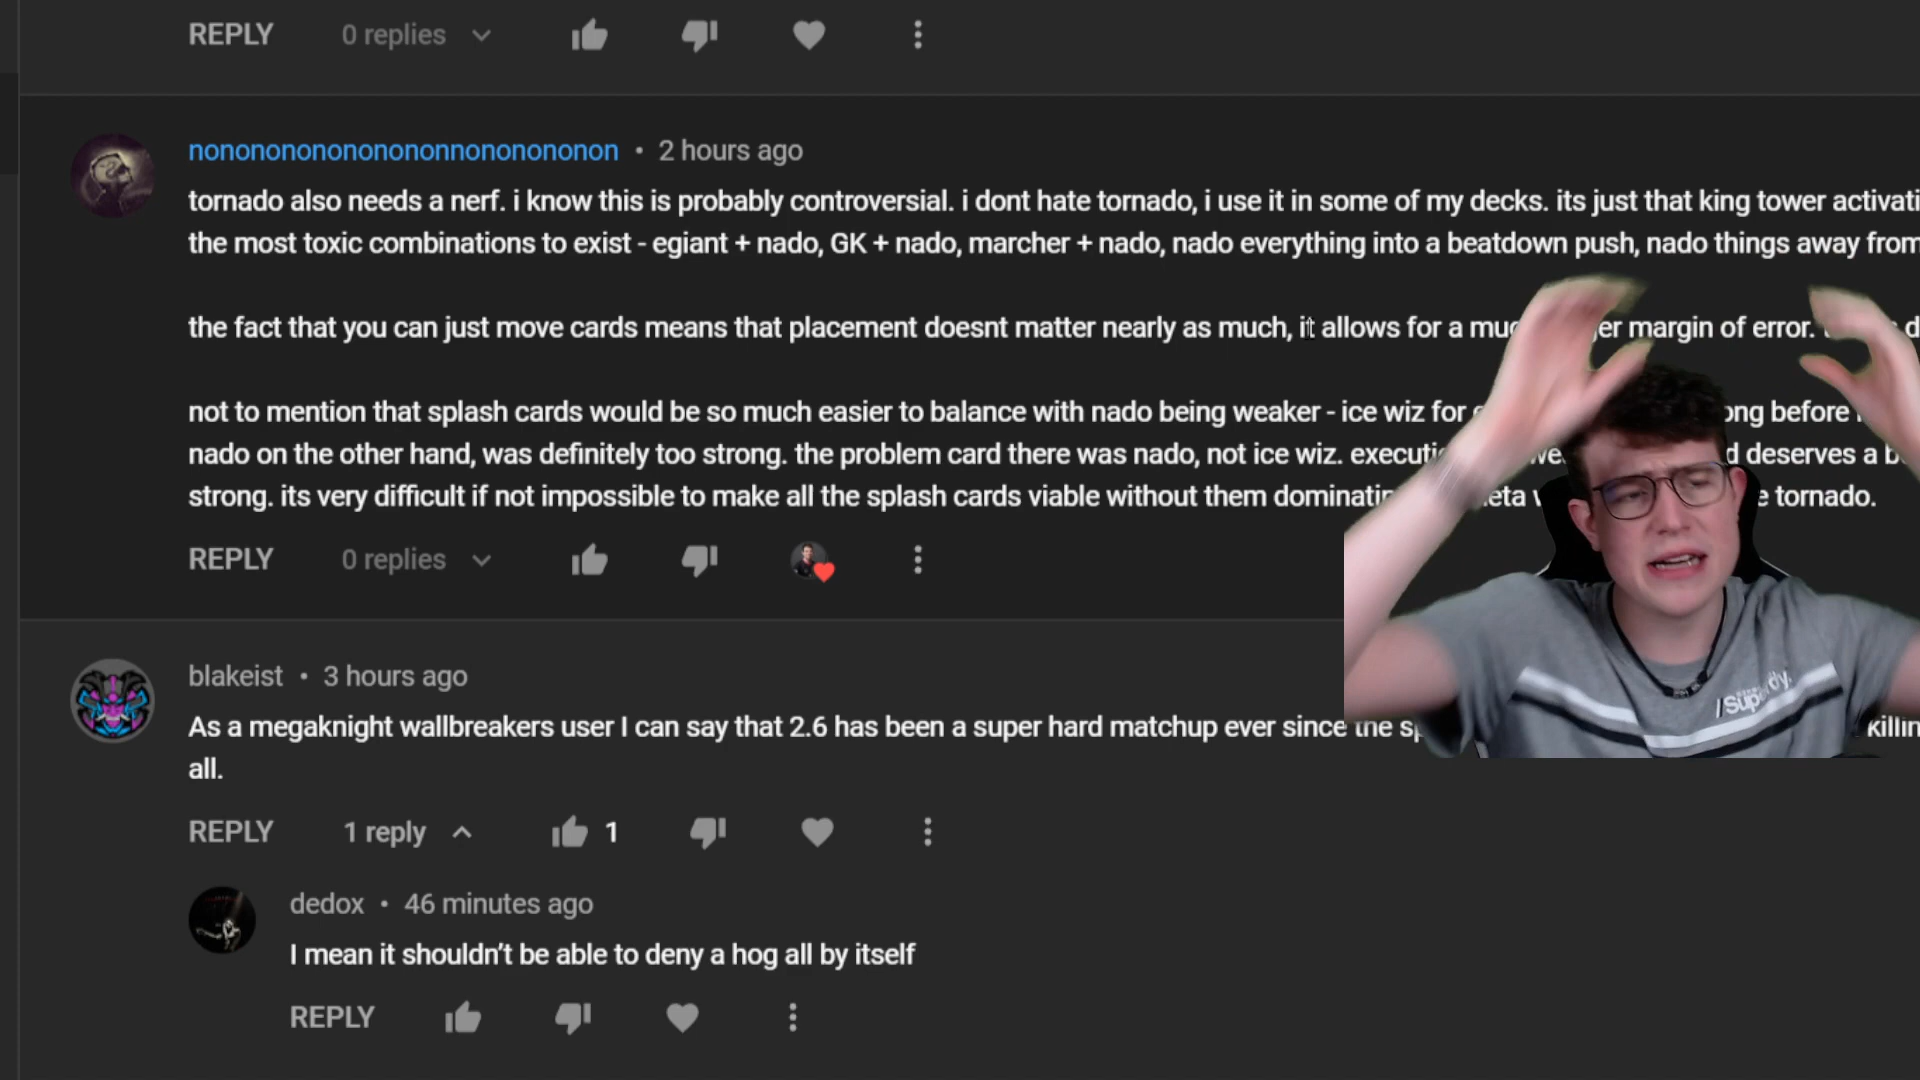 REPLY 0 replies
nonononononononnonononononon • 2 hours ago
tornado also needs a nerf. i know this is probably controversial. i dont hate tornado, i use it in some of my decks. its just that king tower
the most toxic combinations to exist - egiant + nado, GK + nado, marcher + nado, nado everything into a beatdown push, nado things away from
the fact that you can just move cards means that placement doesnt matter nearly as much, it allows for a margin of error.
not to mention that splash cards would be so much easier to balance with nado being weaker - ice wiz for before
nado on the other hand, was definitely too strong. the problem card there was nado, not ice wiz. deserves a
strong. its very difficult if not impossible to make all the splash cards viable without them tornado.
REPLY 0 replies
blakeist • 3 hours ago
As a megaknight wallbreakers user I can say that 2.6 has been a super hard matchup ever since the
all.
REPLY 1 reply 1
dedox • 46 minutes ago
I mean it shouldn't be able to deny a hog all by itself
REPLY